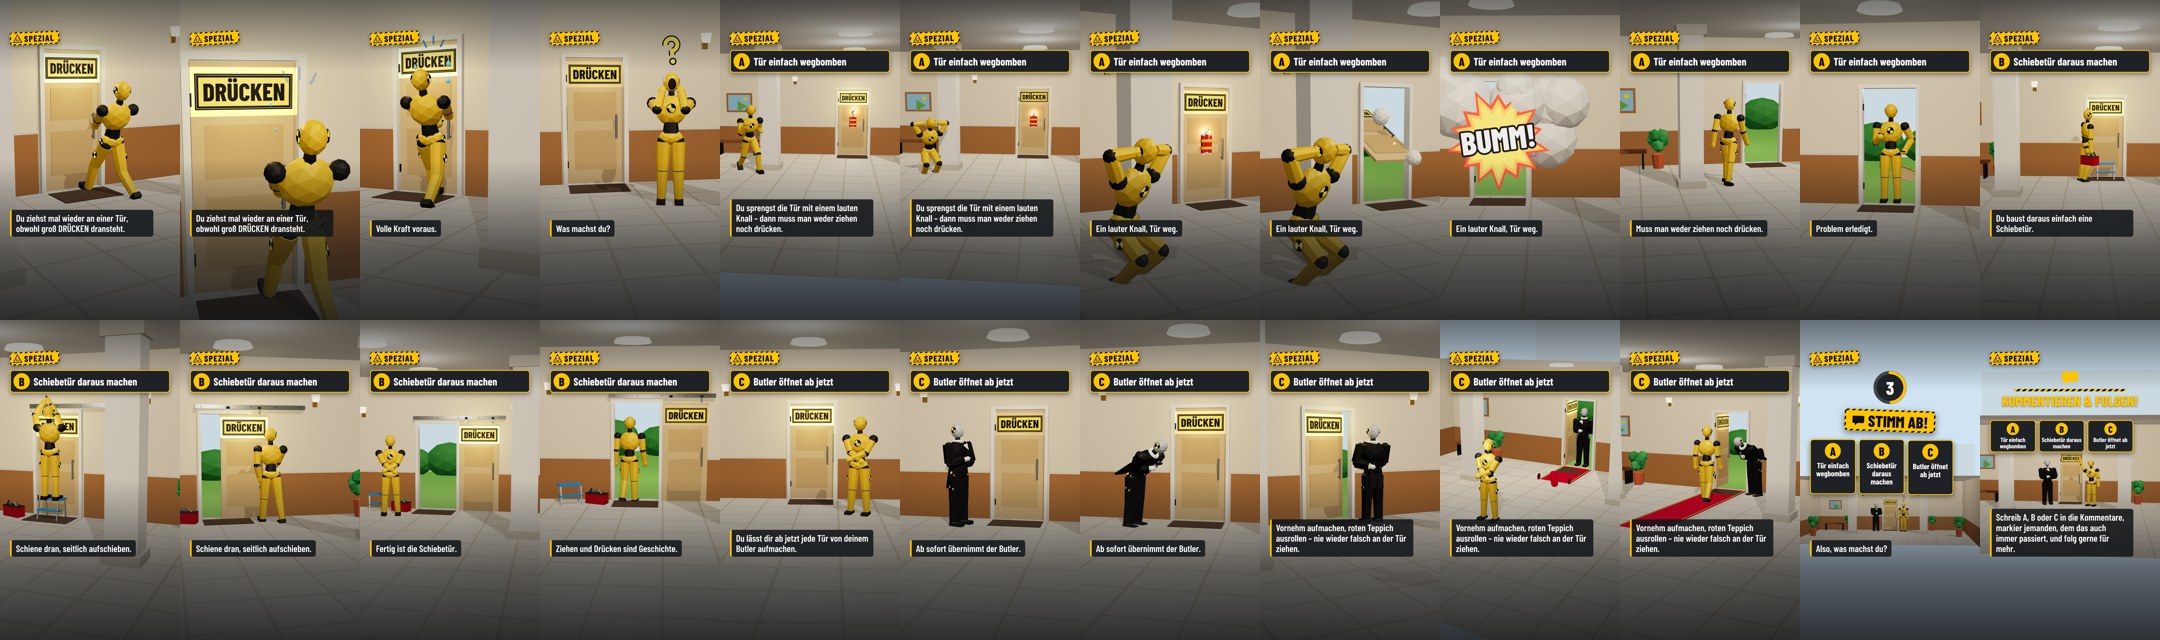 SPEZIAL
DRÜCKEN
Du ziehst mal wieder an einer Tür,
obwohl groß DRÜCKEN dransteht.
SPEZIAL
DRÜCKEN
Du ziehst mal wieder an einer Tür,
obwohl groß DRÜCKEN dransteht.
SPEZIAL
DRÜCKEN
Volle Kraft voraus.
SPEZIAL
?
DRÜCKEN
Was machst du?
SPEZIAL
A Tür einfach wegbomben
DRÜCKEN
Du sprengst die Tür mit einem lauten
Knall – dann muss man weder ziehen
noch drücken.
SPEZIAL
A Tür einfach wegbomben
DRÜCKEN
Du sprengst die Tür mit einem lauten
Knall – dann muss man weder ziehen
noch drücken.
SPEZIAL
A Tür einfach wegbomben
DRÜCKEN
Ein lauter Knall, Tür weg.
SPEZIAL
A Tür einfach wegbomben
Ein lauter Knall, Tür weg.
SPEZIAL
A Tür einfach wegbomben
BUMM!
Ein lauter Knall, Tür weg.
SPEZIAL
A Tür einfach wegbomben
Muss man weder ziehen noch drücken.
SPEZIAL
A Tür einfach wegbomben
Problem erledigt.
SPEZIAL
B Schiebetür daraus machen
DRÜCKEN
Du baust daraus einfach eine
Schiebetür.
SPEZIAL
B Schiebetür daraus machen
EN
Schiene dran, seitlich aufschieben.
SPEZIAL
B Schiebetür daraus machen
DRÜCKEN
Schiene dran, seitlich aufschieben.
SPEZIAL
B Schiebetür daraus machen
DRÜCKEN
Fertig ist die Schiebetür.
SPEZIAL
B Schiebetür daraus machen
DRÜCKEN
Ziehen und Drücken sind Geschichte.
SPEZIAL
C Butler öffnet ab jetzt
DRÜCKEN
Du lässt dir ab jetzt jede Tür von deinem
Butler aufmachen.
SPEZIAL
C Butler öffnet ab jetzt
DRÜCKEN
Ab sofort übernimmt der Butler.
SPEZIAL
C Butler öffnet ab jetzt
DRÜCKEN
Ab sofort übernimmt der Butler.
SPEZIAL
C Butler öffnet ab jetzt
DRÜCKEN
Vornehm aufmachen, roten Teppich
ausrollen – nie wieder falsch an der Tür
ziehen.
SPEZIAL
C Butler öffnet ab jetzt
Vornehm aufmachen, roten Teppich
ausrollen – nie wieder falsch an der Tür
ziehen.
SPEZIAL
C Butler öffnet ab jetzt
Vornehm aufmachen, roten Teppich
ausrollen – nie wieder falsch an der Tür
ziehen.
SPEZIAL
3
STIMM AB!
A B C
Tür einfach
wegbomben
Schiebetür
daraus
machen
Butler öffnet
ab jetzt
Also, was machst du?
SPEZIAL
KOMMENTIEREN & FOLGEN!
A B C
Tür einfach
wegbomben
Schiebetür daraus
machen
Butler öffnet ab
jetzt
DRÜCKEN
Schreib A, B oder C in die Kommentare,
markier jemanden, dem das auch
immer passiert, und folg gerne für
mehr.